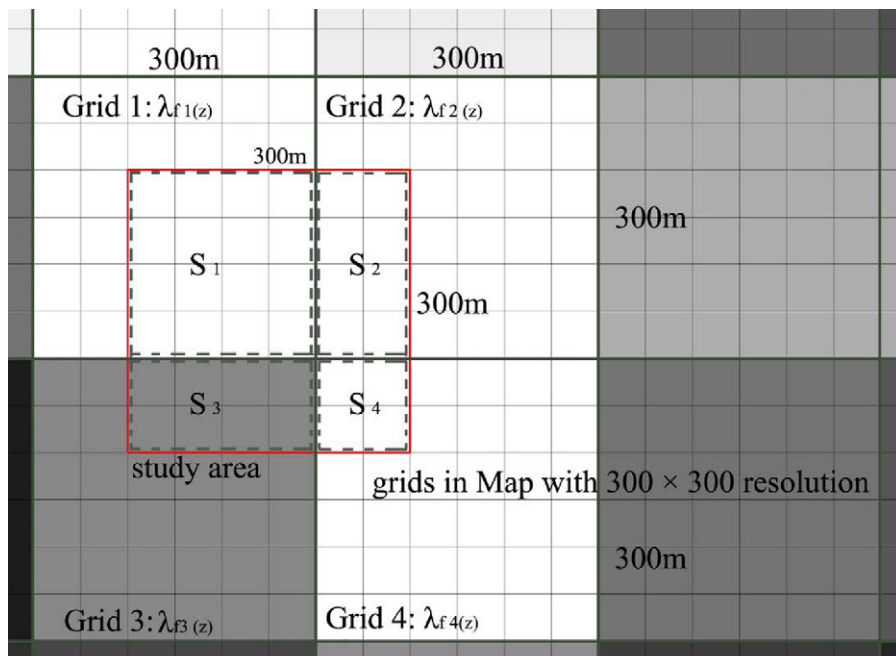 300m 300m
Grid 1: λf 1(z) Grid 2: λf 2 (z)
300m
300m
S 1 S 2
300m
S 3 S 4
study area
grids in Map with 300 × 300 resolution
300m
Grid 3: λf3 (z) Grid 4: λf 4(z)